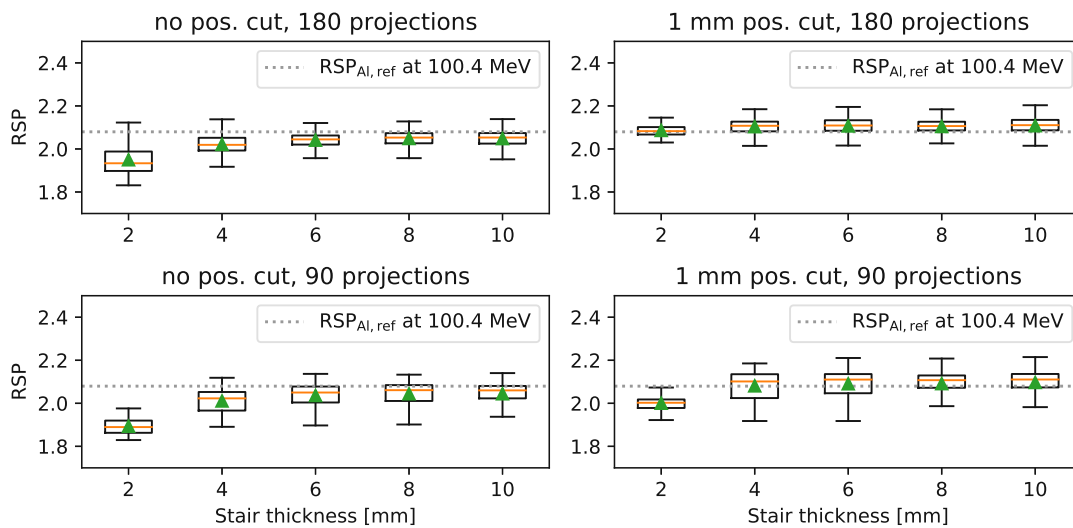 no pos. cut, 180 projections
RSP
2.4
2.2
2.0
1.8
RSP_Al, ref at 100.4 MeV
2 4 6 8 10
1 mm pos. cut, 180 projections
2.4
2.2
2.0
1.8
RSP_Al, ref at 100.4 MeV
2 4 6 8 10
no pos. cut, 90 projections
RSP
2.4
2.2
2.0
1.8
RSP_Al, ref at 100.4 MeV
2 4 6 8 10
Stair thickness [mm]
1 mm pos. cut, 90 projections
2.4
2.2
2.0
1.8
RSP_Al, ref at 100.4 MeV
2 4 6 8 10
Stair thickness [mm]